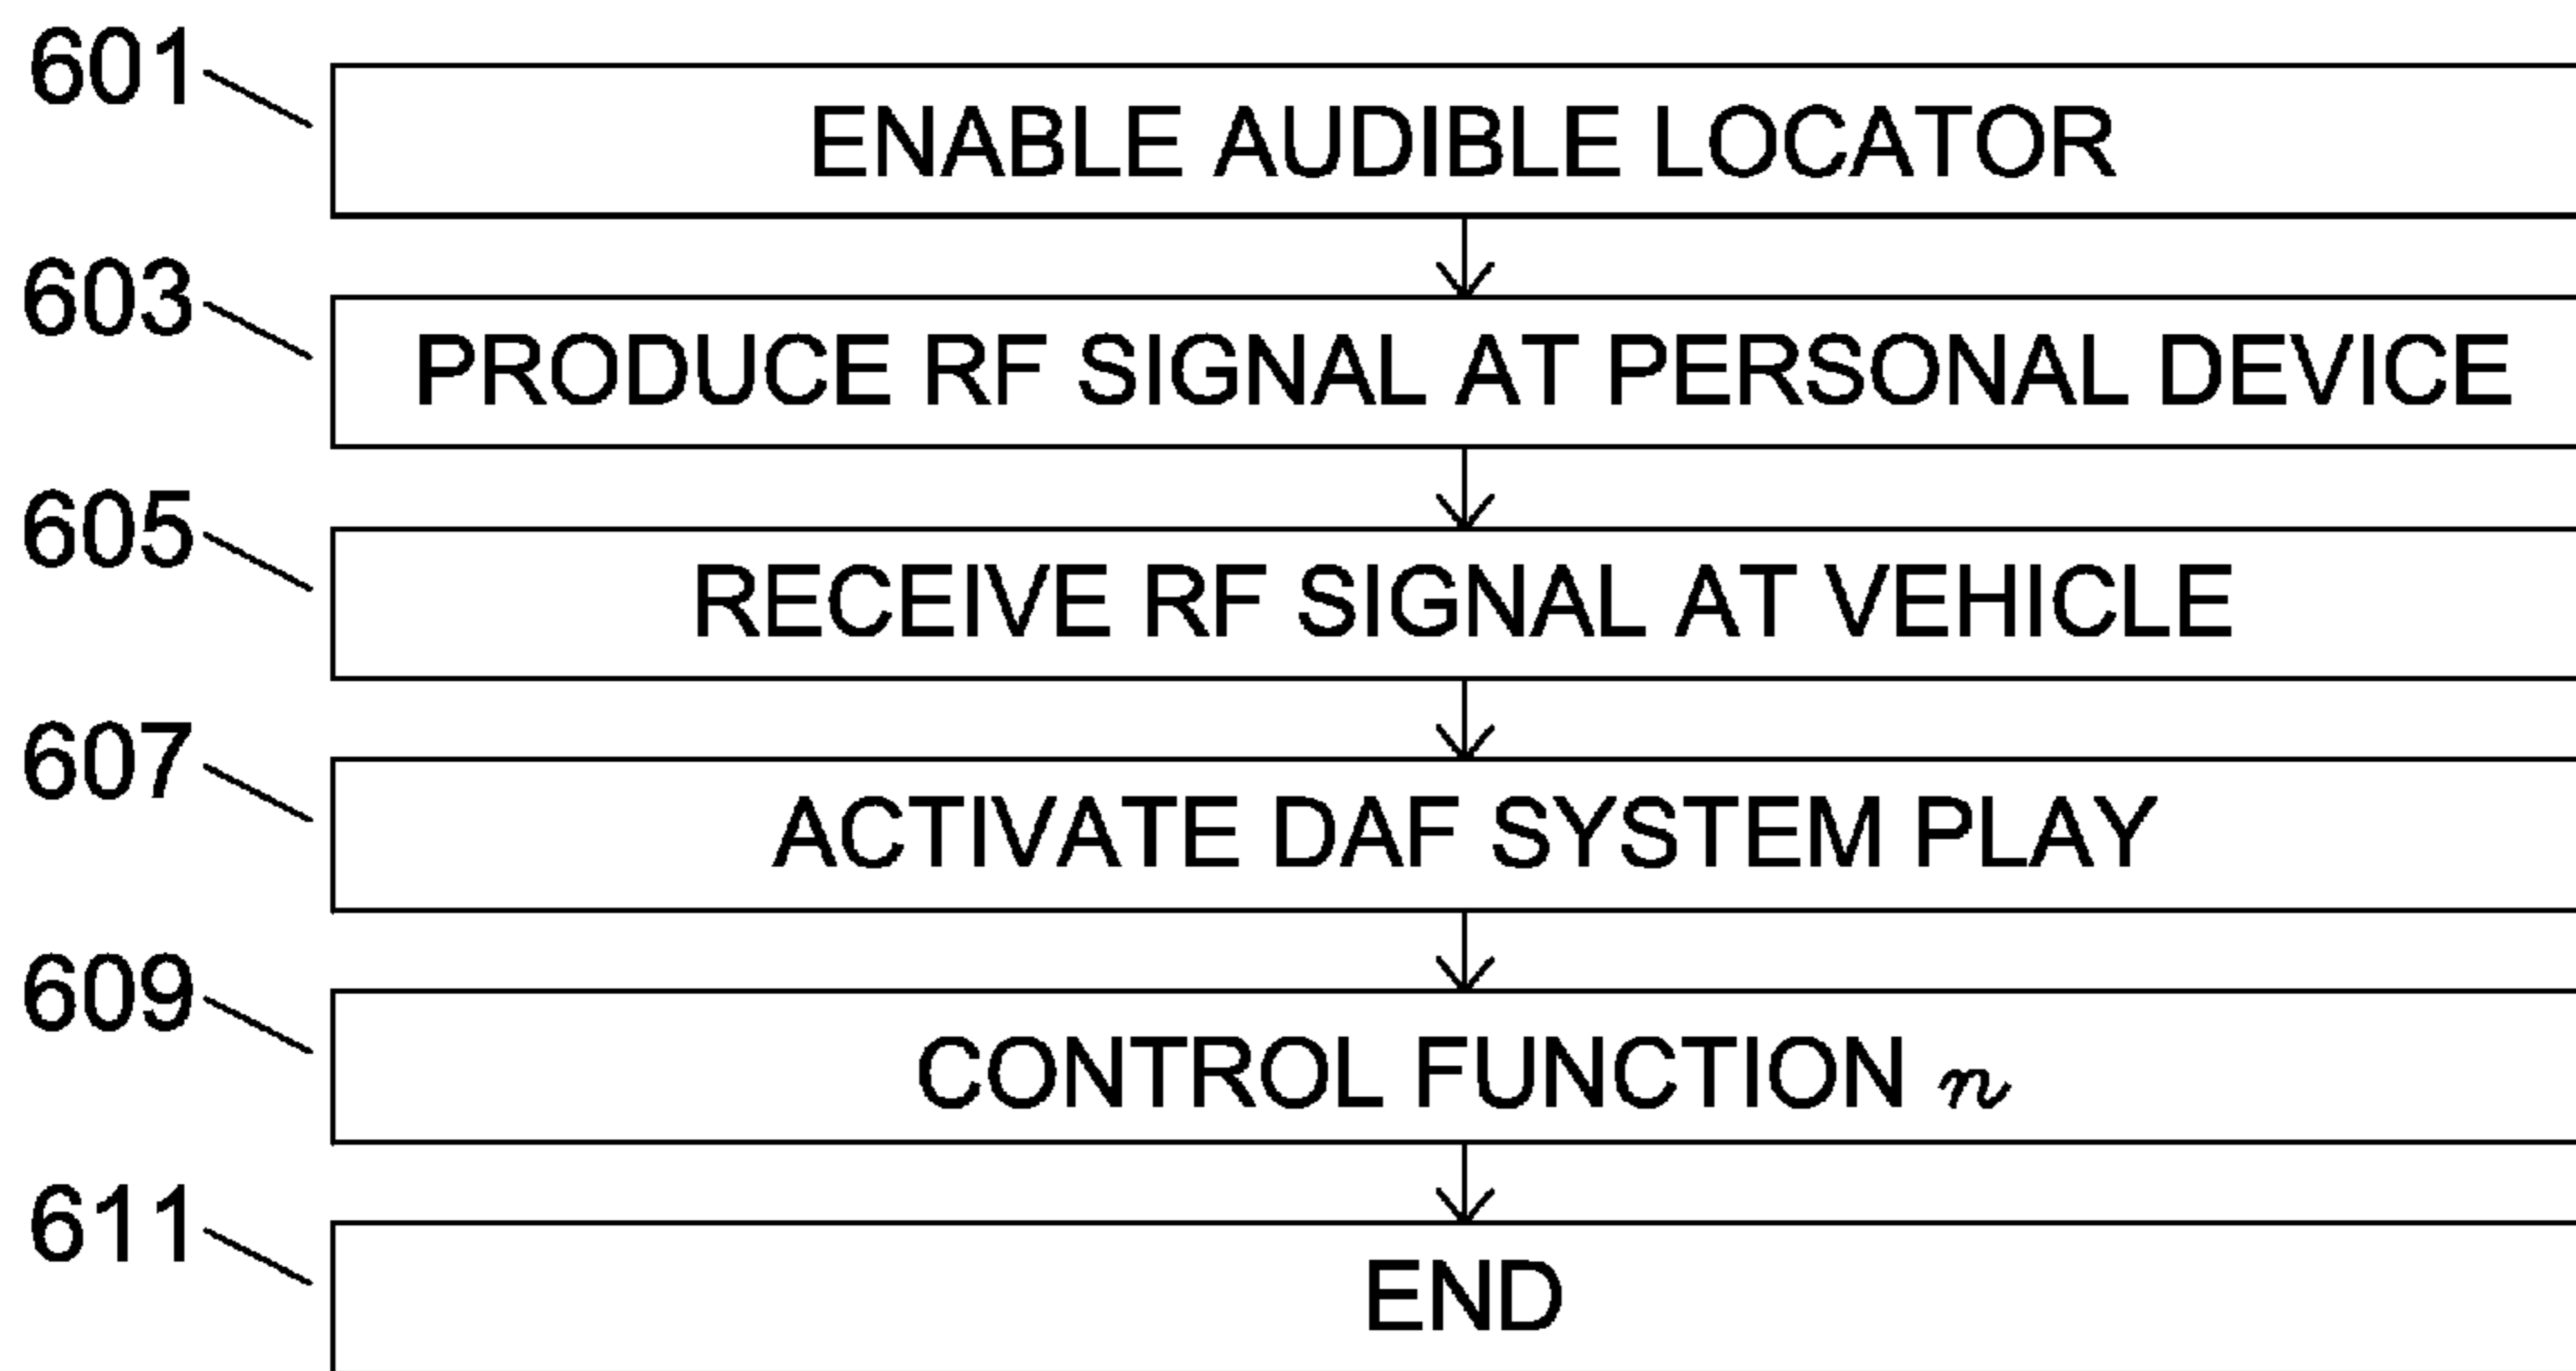 601 ENABLE AUDIBLE LOCATOR
603 PRODUCE RF SIGNAL AT PERSONAL DEVICE
605 RECEIVE RF SIGNAL AT VEHICLE
607 ACTIVATE DAF SYSTEM PLAY
609 CONTROL FUNCTION n
611 END